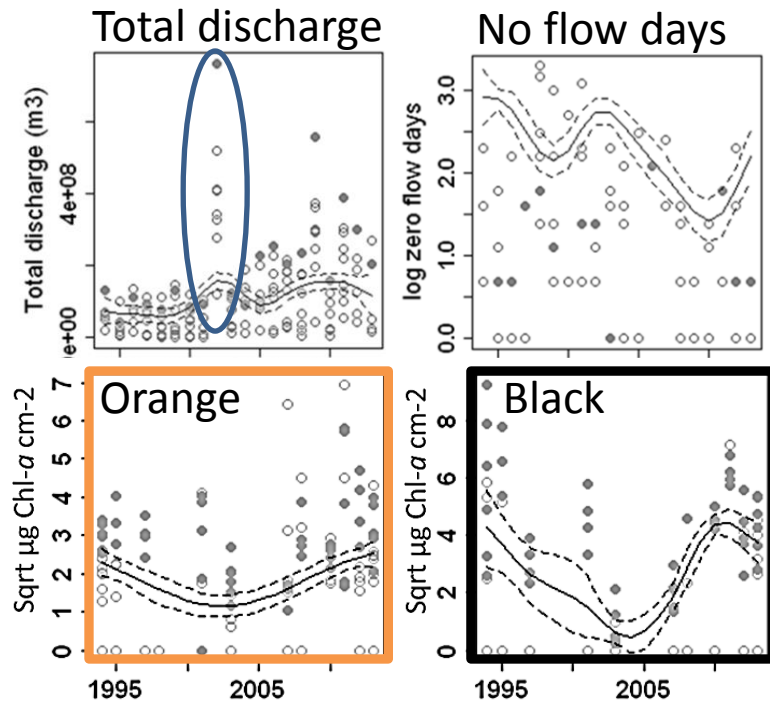 Total discharge
No flow days
Total discharge (m3)
4e+08
e+00
log zero flow days
3.0
2.0
1.0
0.0
Orange
Sqrt µg Chl-a cm-2
7
6
5
4
3
2
1
0
1995
2005
Black
Sqrt µg Chl-a cm-2
8
6
4
2
0
1995
2005